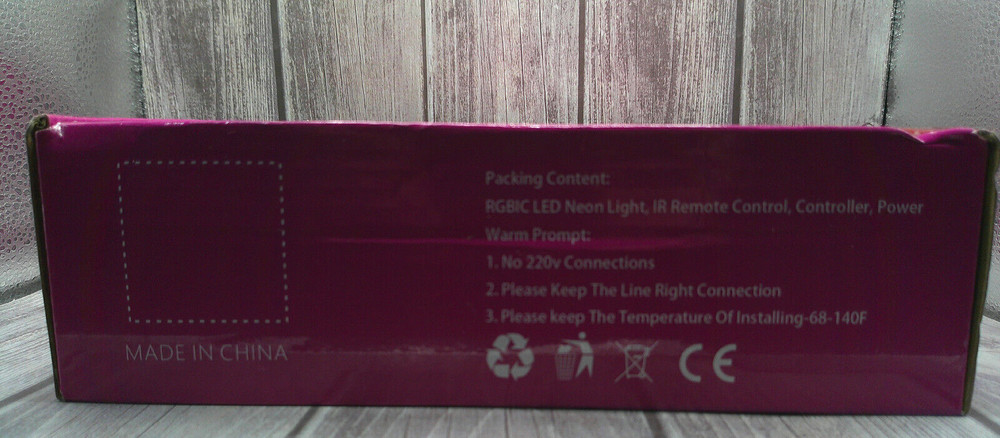 Packing Content:
RGBIC LED Neon Light, IR Remote Control, Controller, Power
Warm Prompt:
1. No 220v Connections
2. Please Keep The Line Right Connection
3. Please keep The Temperature Of Installing-68-140F
MADE IN CHINA
CE